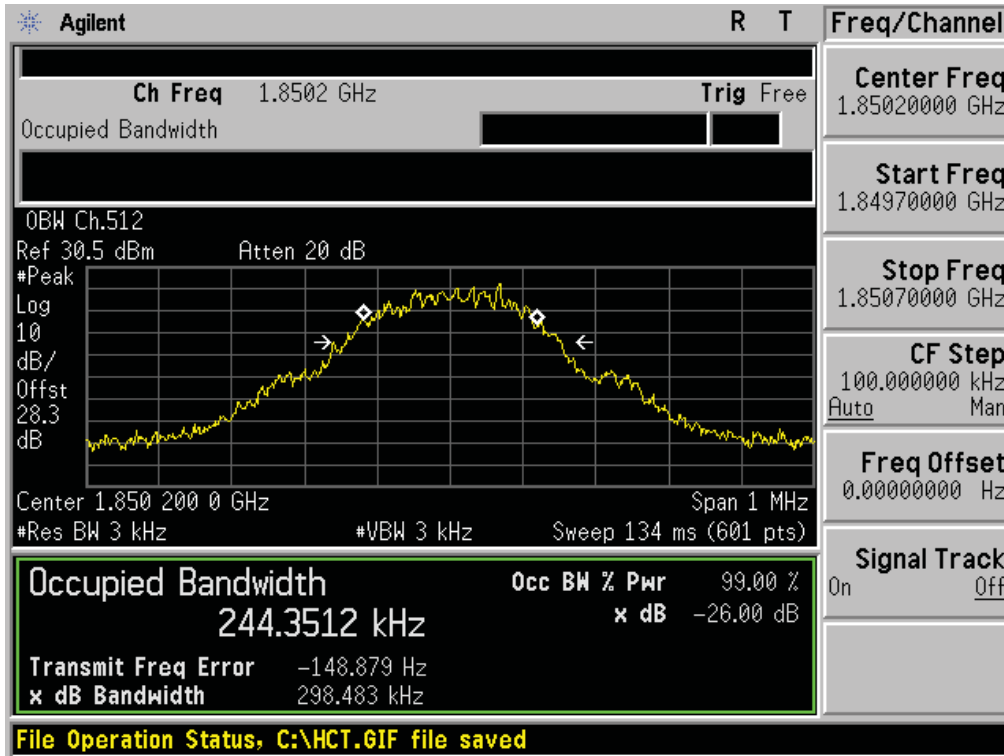 Agilent R T
Ch Freq 1.8502 GHz Trig Free
Occupied Bandwidth
OBW Ch.512
Ref 30.5 dBm Atten 20 dB
#Peak
Log
10
dB/
Offst
28.3
dB
Center 1.850 200 0 GHz Span 1 MHz
#Res BW 3 kHz #VBW 3 kHz Sweep 134 ms (601 pts)
Occupied Bandwidth Occ BW % Pwr 99.00 %
244.3512 kHz x dB -26.00 dB
Transmit Freq Error -148.879 Hz
x dB Bandwidth 298.483 kHz
File Operation Status, C:\HCT.GIF file saved
Freq/Channel
Center Freq
1.85020000 GHz
Start Freq
1.84970000 GHz
Stop Freq
1.85070000 GHz
CF Step
100.000000 kHz
Auto Man
Freq Offset
0.00000000 Hz
Signal Track
On Off